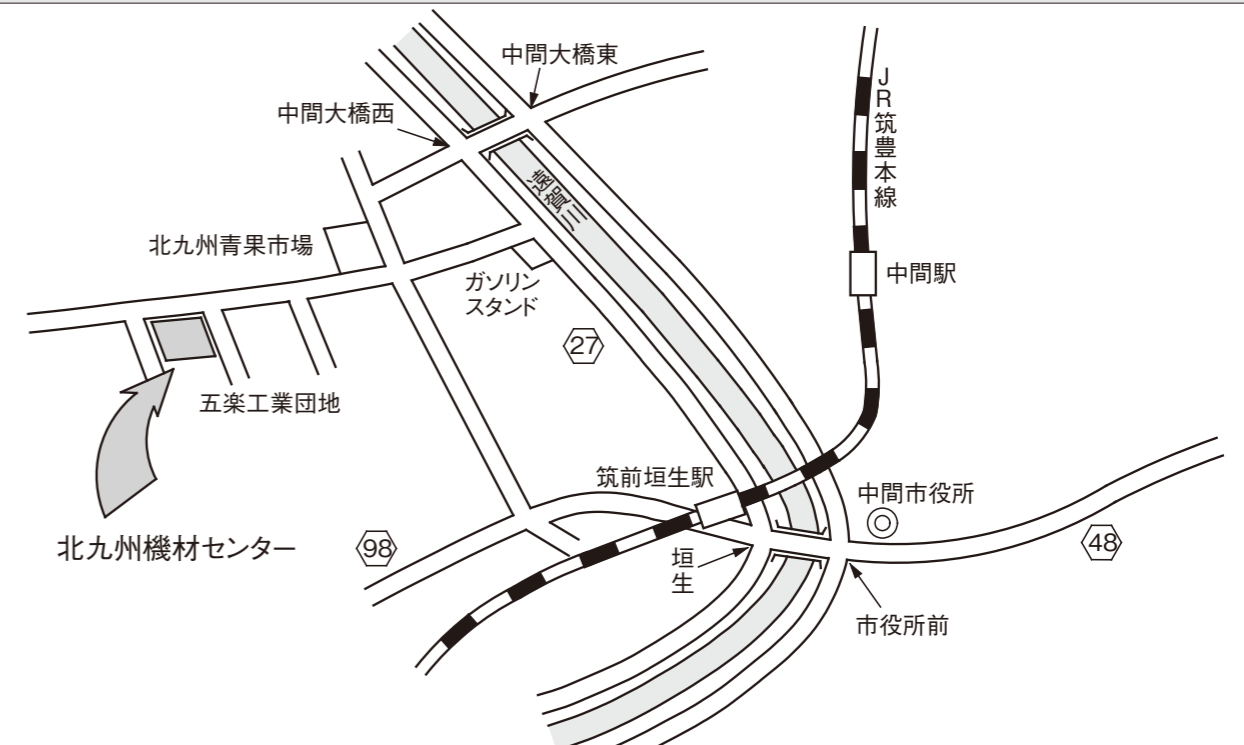 中間大橋東
中間大橋西
JR筑豊本線
遠賀川
北九州青果市場
中間駅
ガソリン
スタンド
27
五楽工業団地
筑前垣生駅
中間市役所
北九州機材センター
98
48
垣生
市役所前